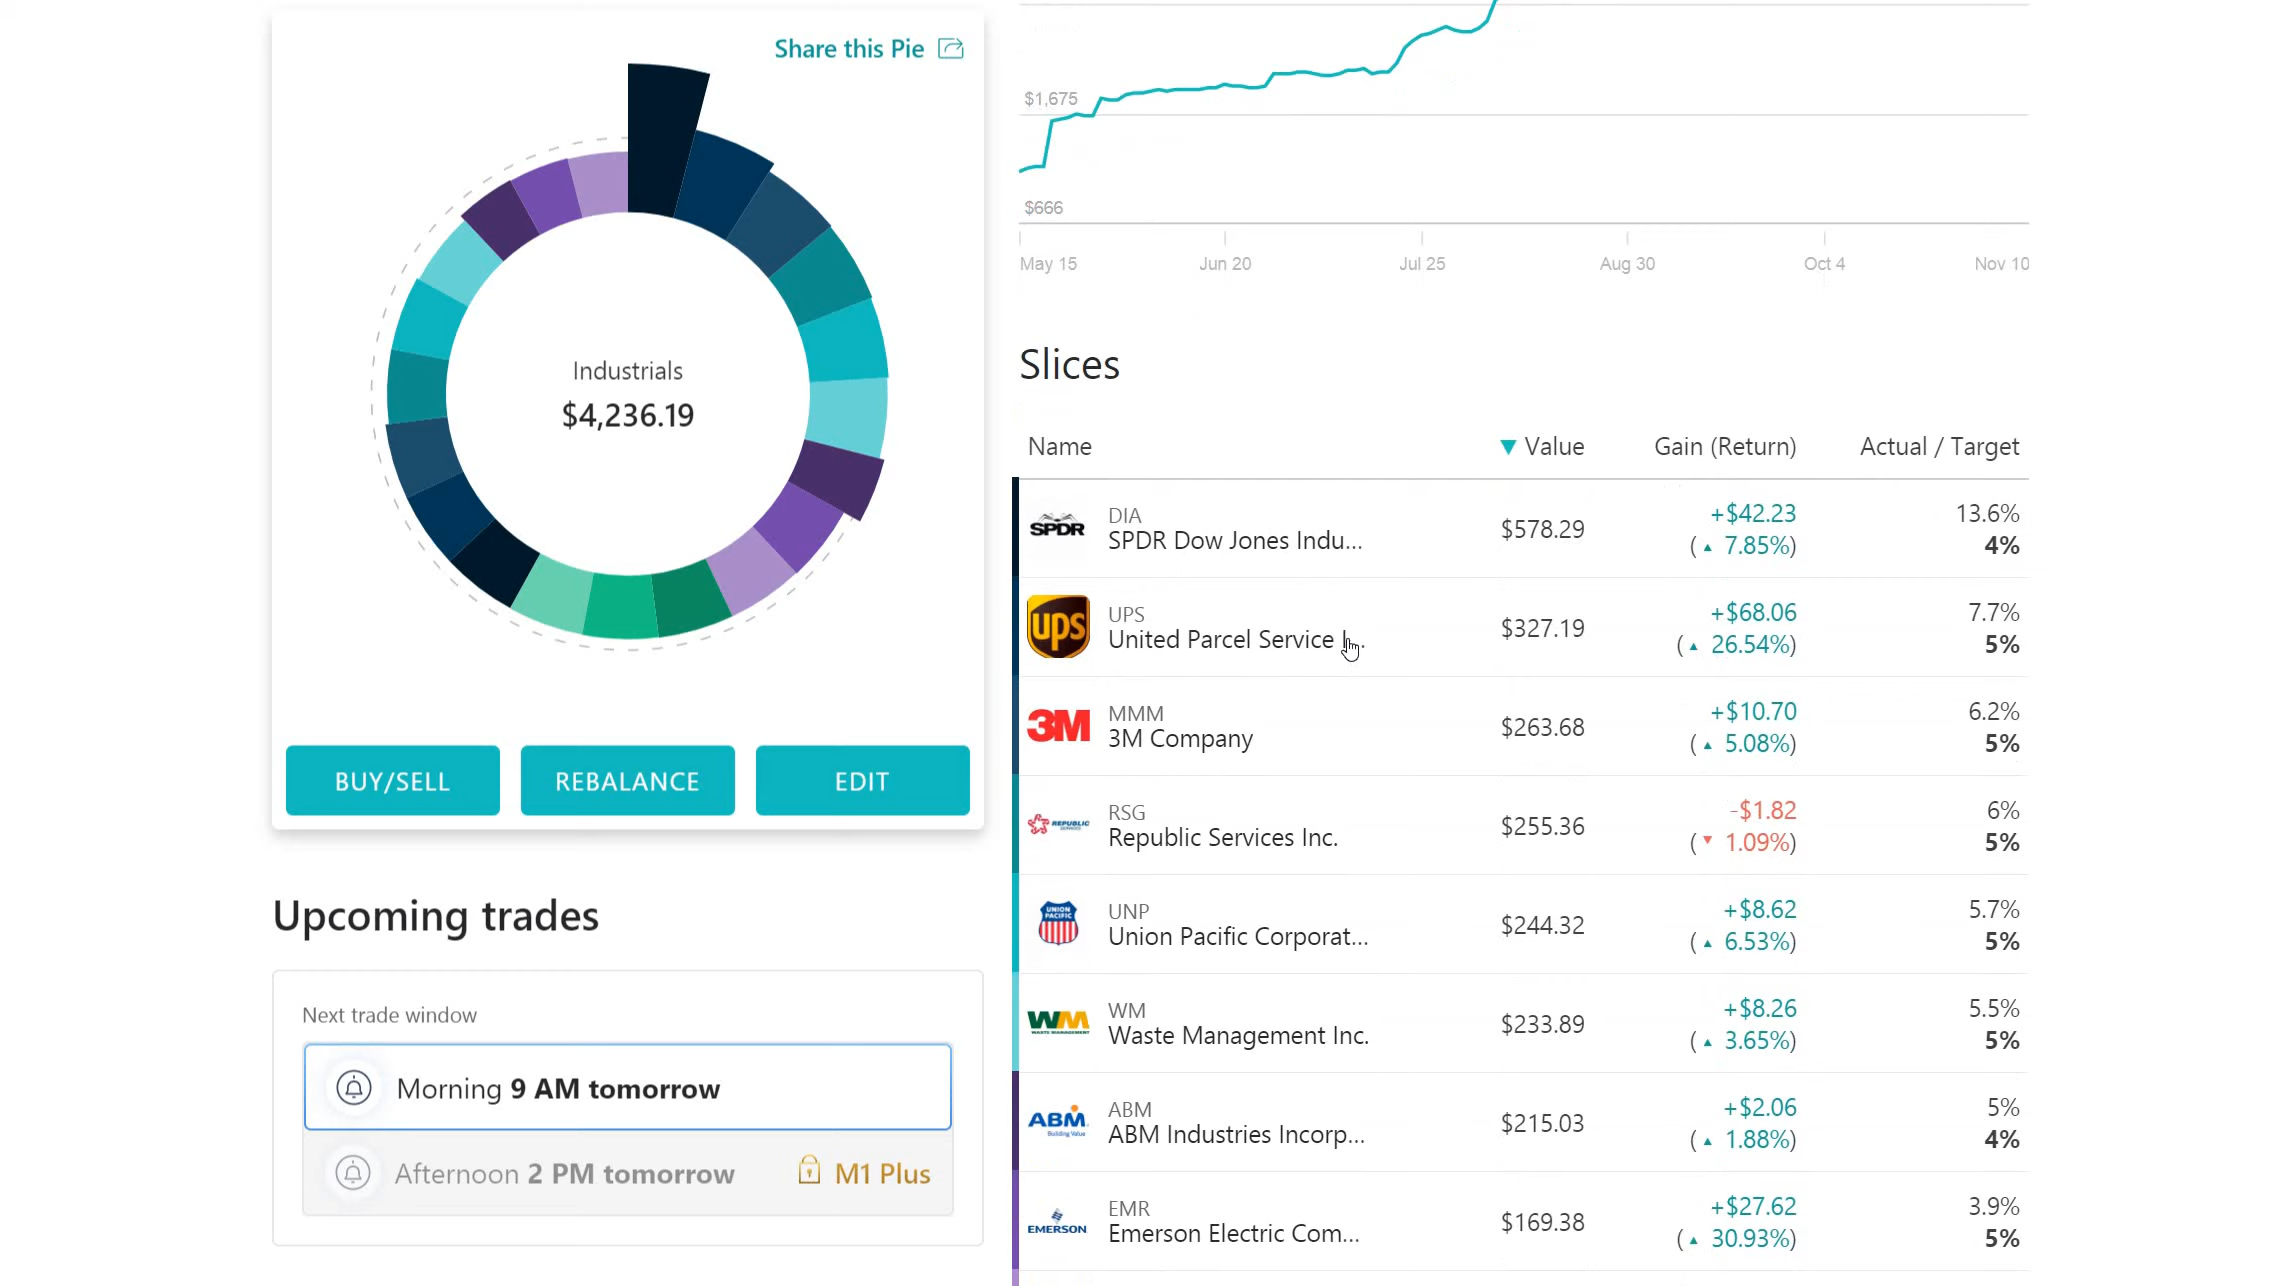 Share this Pie
Industrials
$4,236.19
BUY/SELL
REBALANCE
EDIT
Upcoming trades
Next trade window
Morning 9 AM tomorrow
Afternoon 2 PM tomorrow
M1 Plus
$1,675
$666
May 15
Jun 20
Jul 25
Aug 30
Oct 4
Nov 10
Slices
Name
▼ Value
Gain (Return)
Actual / Target
SPDR
DIA
SPDR Dow Jones Indu...
$578.29
+$42.23
(▲ 7.85%)
13.6%
4%
ups
UPS
United Parcel Service I...
$327.19
+$68.06
(▲ 26.54%)
7.7%
5%
3M
MMM
3M Company
$263.68
+$10.70
(▲ 5.08%)
6.2%
5%
REPUBLIC
SERVICES
RSG
Republic Services Inc.
$255.36
-$1.82
(▼ 1.09%)
6%
5%
UNION
PACIFIC
UNP
Union Pacific Corporat...
$244.32
+$8.62
(▲ 6.53%)
5.7%
5%
WM
WASTE MANAGEMENT
WM
Waste Management Inc.
$233.89
+$8.26
(▲ 3.65%)
5.5%
5%
ABM
Building Value
ABM
ABM Industries Incorp...
$215.03
+$2.06
(▲ 1.88%)
5%
4%
EMERSON
EMR
Emerson Electric Com...
$169.38
+$27.62
(▲ 30.93%)
3.9%
5%